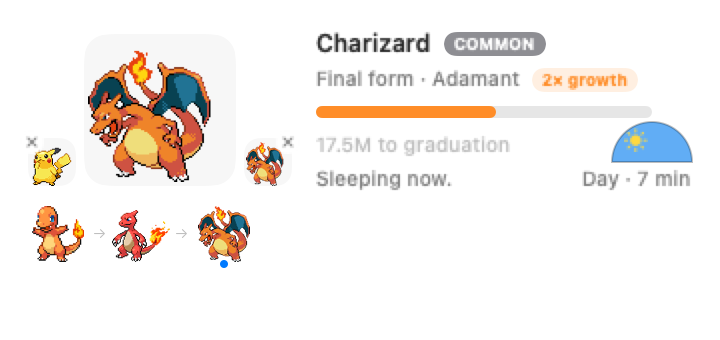 Charizard COMMON
Final form · Adamant 2× growth
17.5M to graduation
Sleeping now.
Day · 7 min